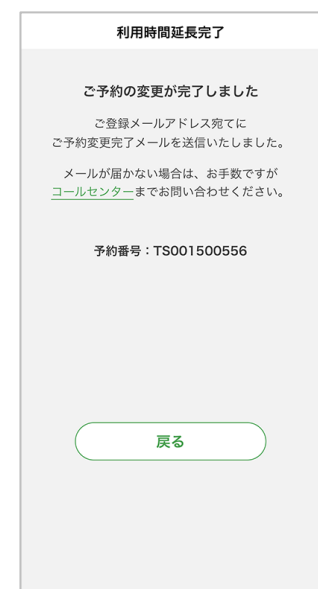 利用時間延長完了
ご予約の変更が完了しました
ご登録メールアドレス宛てに
ご予約変更完了メールを送信いたしました。
メールが届かない場合は、お手数ですが
コールセンターまでお問い合わせください。
予約番号：TS001500556
戻る